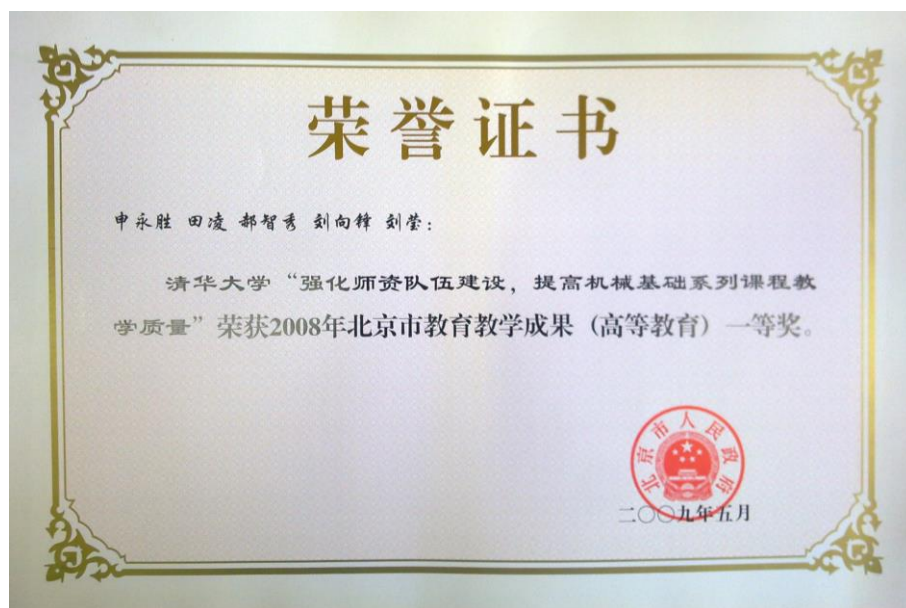 荣誉证书
申永胜 田凌 郝智秀 刘向锋 刘莹：
清华大学“强化师资队伍建设，提高机械基础系列课程教
学质量”荣获2008年北京市教育教学成果（高等教育）一等奖。
北京市人民政府
二〇〇九年五月